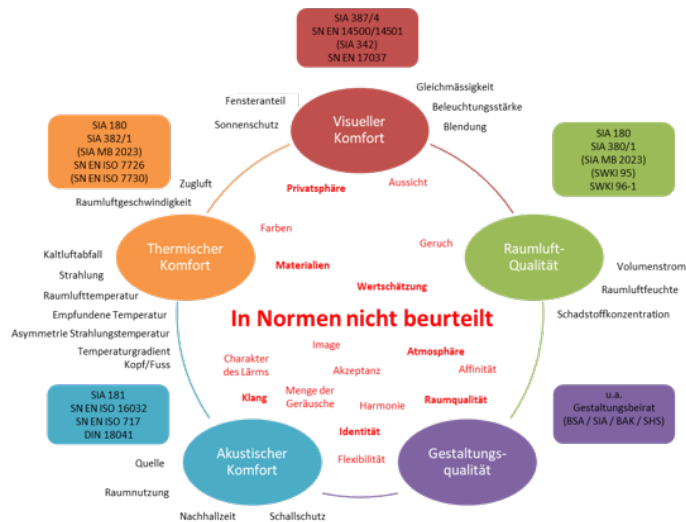 SIA 387/4
SN EN 14500/14501
(SIA 342)
SN EN 17037
Gleichmässigkeit
Fensteranteil
Beleuchtungsstärke
Sonnenschutz
Visueller
Komfort
Blendung
SIA 180
SIA 382/1
(SIA MB 2023)
SN EN ISO 7726
(SN EN ISO 7730)
SIA 180
SIA 380/1
(SIA MB 2023)
(SWKI 95)
SWKI 96-1
Zugluft
Raumluftgeschwindigkeit
Privatsphäre
Aussicht
Farben
Thermischer
Komfort
Geruch
Raumluft-
Qualität
Kaltluftabfall
Materialien
Volumenstrom
Strahlung
Wertschätzung
Raumluftfeuchte
Raumlufttemperatur
Schadstoffkonzentration
Empfundene Temperatur
In Normen nicht beurteilt
Asymmetrie Strahlungstemperatur
Temperaturgradient
Kopf/Fuss
Image
Atmosphäre
Charakter
des Lärms
Akzeptanz
Affinität
SIA 181
SN EN ISO 16032
SN EN ISO 717
DIN 18041
Klang
Menge der
Geräusche
Harmonie
Raumqualität
u.a.
Gestaltungsbeirat
(BSA / SIA / BAK / SHS)
Identität
Akustischer
Komfort
Flexibilität
Gestaltungs-
qualität
Quelle
Raumnutzung
Nachhallzeit
Schallschutz